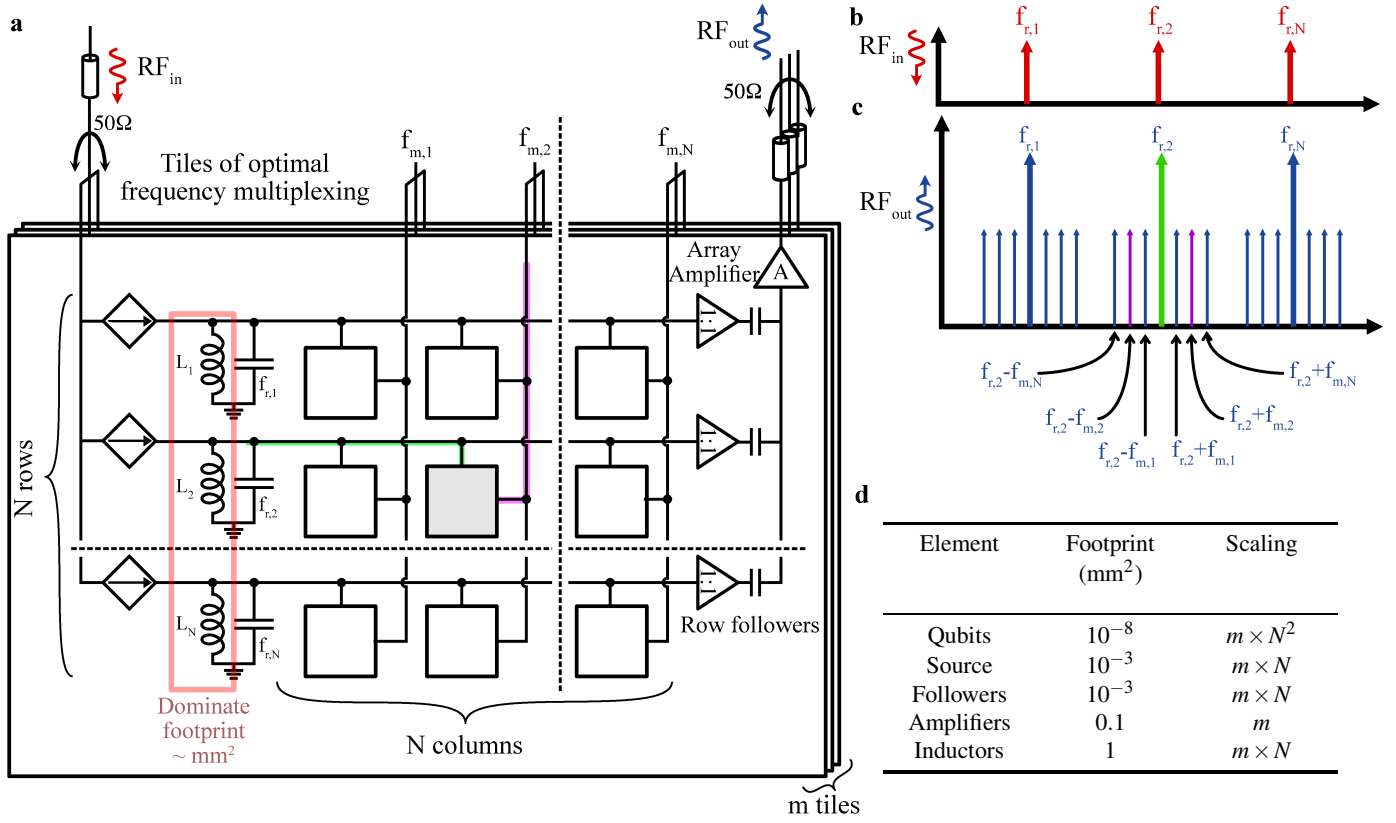 a
RF_in
50Ω
Tiles of optimal
frequency multiplexing
f_m,1
f_m,2
f_m,N
RF_out
50Ω
Array
Amplifier
A
N rows
L_1
f_r,1
1:1
L_2
f_r,2
1:1
L_N
f_r,N
1:1
Row followers
Dominate
footprint
~ mm²
N columns
m tiles
b
RF_in
f_r,1
f_r,2
f_r,N
c
RF_out
f_r,1
f_r,2
f_r,N
f_r,2-f_m,N
f_r,2-f_m,2
f_r,2-f_m,1
f_r,2+f_m,1
f_r,2+f_m,2
f_r,2+f_m,N
d
Element Footprint Scaling
(mm²)
Qubits 10⁻⁸ m × N²
Source 10⁻³ m × N
Followers 10⁻³ m × N
Amplifiers 0.1 m
Inductors 1 m × N